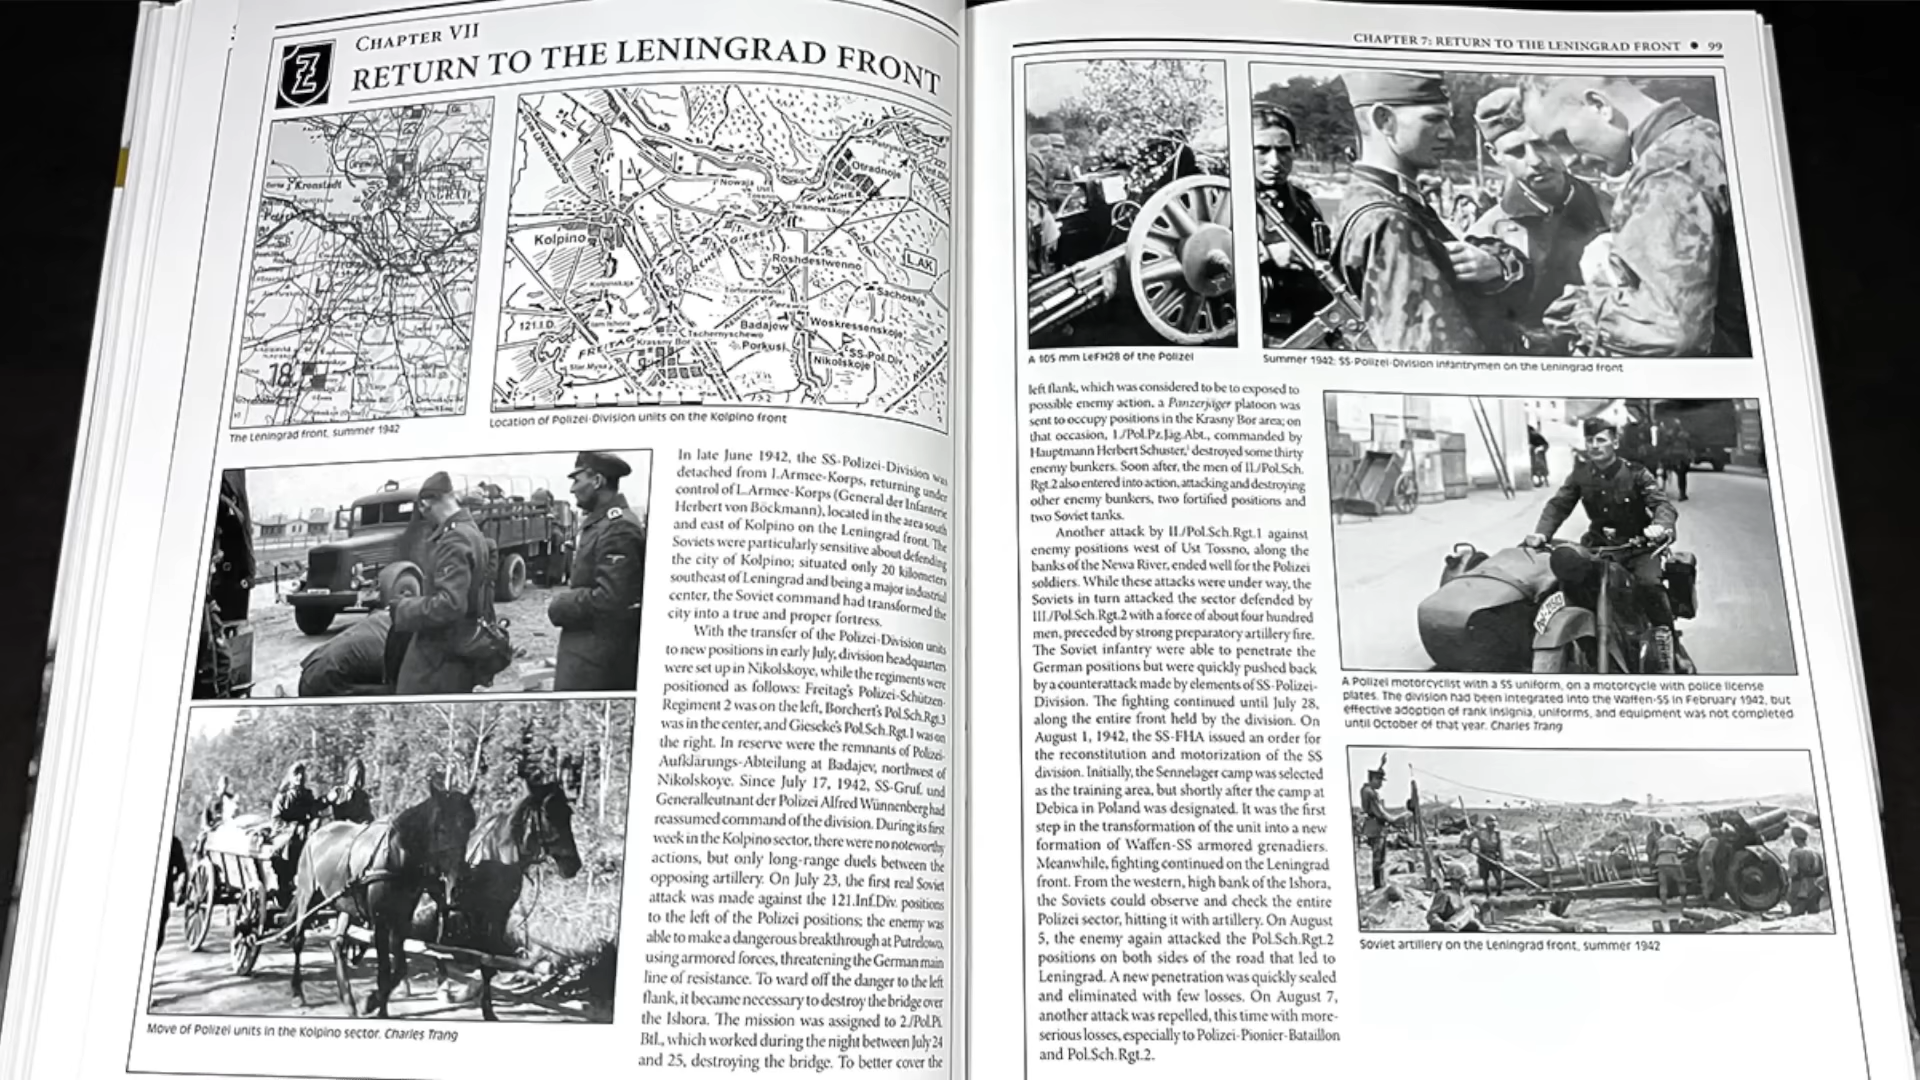 CHAPTER VII
RETURN TO THE LENINGRAD FRONT
Kronstadt
18
The Leningrad front, summer 1942
Kolpino
Otradnoje
Nowaja
Iwanowskoje
Roshdestwenno
L.AK
Sachoshje
121.I.D.
FREITAG
Krassny Bor
Tschernyschewo
Badajow
Porkusi
Woskressenskoje
SS-Pol.Div.
Nikolskoje
Location of Polizei-Division units on the Kolpino front
In late June 1942, the SS-Polizei-Division was
detached from I.Armee-Korps, returning under
control of L.Armee-Korps (General der Infanterie
Herbert von Böckmann), located in the area south
and east of Kolpino on the Leningrad front. The
Soviets were particularly sensitive about defending
the city of Kolpino; situated only 20 kilometers
southeast of Leningrad and being a major industrial
center, the Soviet command had transformed the
city into a true and proper fortress.
With the transfer of the Polizei-Division units
to new positions in early July, division headquarters
were set up in Nikolskoye, while the regiments were
positioned as follows: Freitag's Polizei-Schützen-
Regiment 2 was on the left, Borchert's Pol.Sch.Rgt.3
was in the center, and Gieseke's Pol.Sch.Rgt.1 was on
the right. In reserve were the remnants of Polizei-
Aufklärungs-Abteilung at Badajev, northwest of
Nikolskoye. Since July 17, 1942, SS-Gruf. und
Generalleutnant der Polizei Alfred Wünnenberg had
reassumed command of the division. During its first
week in the Kolpino sector, there were no noteworthy
actions, but only long-range duels between the
opposing artillery. On July 23, the first real Soviet
attack was made against the 121.Inf.Div. positions
to the left of the Polizei positions; the enemy was
able to make a dangerous breakthrough at Putrolowo,
using armored forces, threatening the German main
line of resistance. To ward off the danger to the left
flank, it became necessary to destroy the bridge over
the Ishora. The mission was assigned to 2./Pol.Pi.
Btl., which worked during the night between July 24
and 25, destroying the bridge. To better cover the
Move of Polizei units in the Kolpino sector. Charles Trang
CHAPTER 7: RETURN TO THE LENINGRAD FRONT • 99
A 105 mm LeFH28 of the Polizei
Summer 1942: SS-Polizei-Division infantrymen on the Leningrad front
left flank, which was considered to be to exposed to
possible enemy action, a Panzerjäger platoon was
sent to occupy positions in the Krasny Bor area; on
that occasion, 1./Pol.Pz.Jäg.Abt., commanded by
Hauptmann Herbert Schuster,¹ destroyed some thirty
enemy bunkers. Soon after, the men of II./Pol.Sch.
Rgt.2 also entered into action, attacking and destroying
other enemy bunkers, two fortified positions and
two Soviet tanks.
Another attack by II./Pol.Sch.Rgt.1 against
enemy positions west of Ust Tossno, along the
banks of the Newa River, ended well for the Polizei
soldiers. While these attacks were under way, the
Soviets in turn attacked the sector defended by
III./Pol.Sch.Rgt.2 with a force of about four hundred
men, preceded by strong preparatory artillery fire.
The Soviet infantry were able to penetrate the
German positions but were quickly pushed back
by a counterattack made by elements of SS-Polizei-
Division. The fighting continued until July 28,
along the entire front held by the division. On
August 1, 1942, the SS-FHA issued an order for
the reconstitution and motorization of the SS
division. Initially, the Sennelager camp was selected
as the training area, but shortly after the camp at
Debica in Poland was designated. It was the first
step in the transformation of the unit into a new
formation of Waffen-SS armored grenadiers.
Meanwhile, fighting continued on the Leningrad
front. From the western, high bank of the Ishora,
the Soviets could observe and check the entire
Polizei sector, hitting it with artillery. On August
5, the enemy again attacked the Pol.Sch.Rgt.2
positions on both sides of the road that led to
Leningrad. A new penetration was quickly sealed
and eliminated with few losses. On August 7,
another attack was repelled, this time with more-
serious losses, especially to Polizei-Pionier-Bataillon
and Pol.Sch.Rgt.2.
A Polizei motorcyclist with a SS uniform, on a motorcycle with police license
plates. The division had been integrated into the Waffen-SS in February 1942, but
effective adoption of rank insignia, uniforms, and equipment was not completed
until October of that year. Charles Trang
Soviet artillery on the Leningrad front, summer 1942